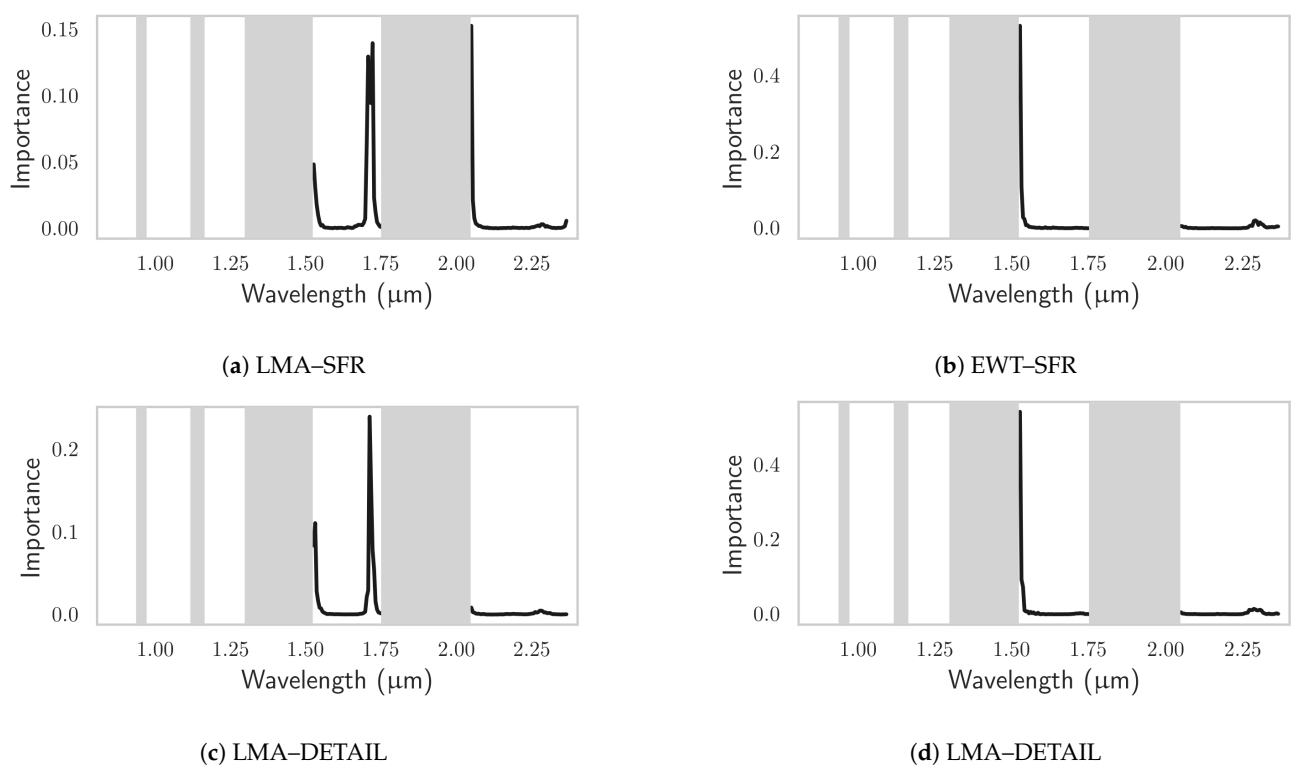 0.15
0.10
0.05
0.00
Importance
1.00 1.25 1.50 1.75 2.00 2.25
Wavelength (μm)
(a) LMA–SFR
0.4
0.2
0.0
Importance
1.00 1.25 1.50 1.75 2.00 2.25
Wavelength (μm)
(b) EWT–SFR
0.2
0.1
0.0
Importance
1.00 1.25 1.50 1.75 2.00 2.25
Wavelength (μm)
(c) LMA–DETAIL
0.4
0.2
0.0
Importance
1.00 1.25 1.50 1.75 2.00 2.25
Wavelength (μm)
(d) LMA–DETAIL